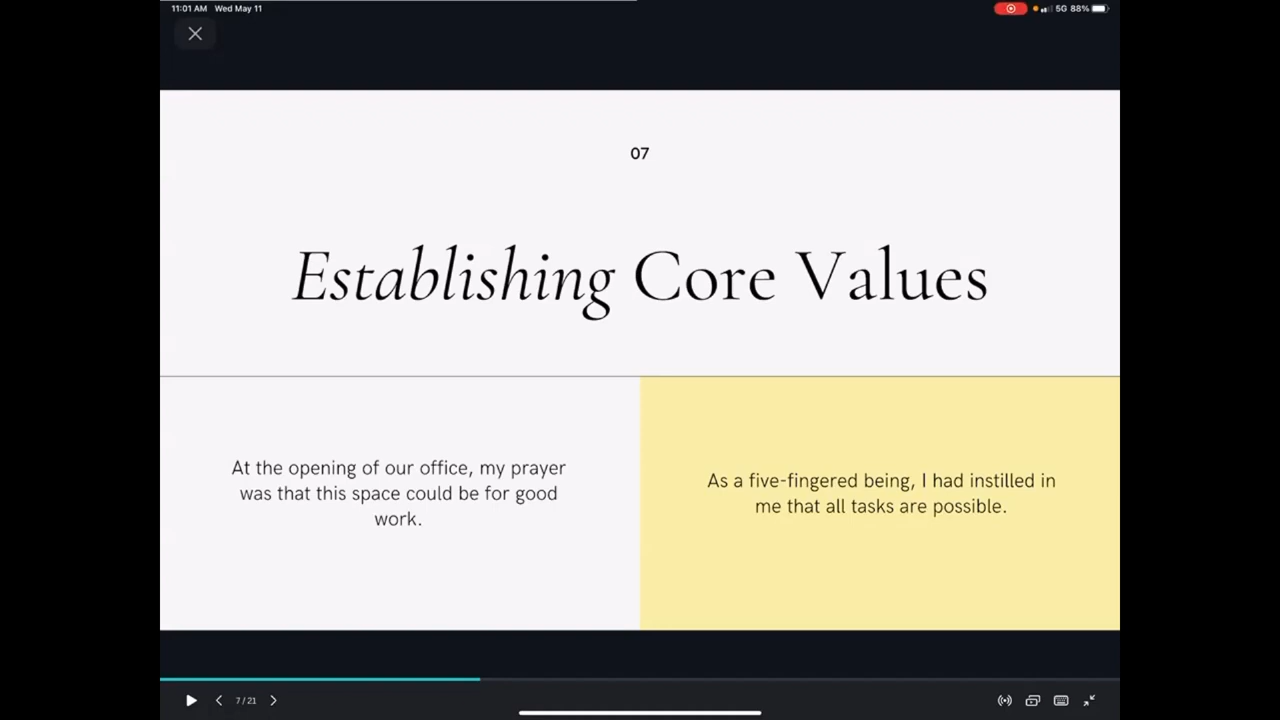 11:01 AM Wed May 11
5G 88%
07
Establishing Core Values
At the opening of our office, my prayer
was that this space could be for good
work.
As a five-fingered being, I had instilled in
me that all tasks are possible.
7/21